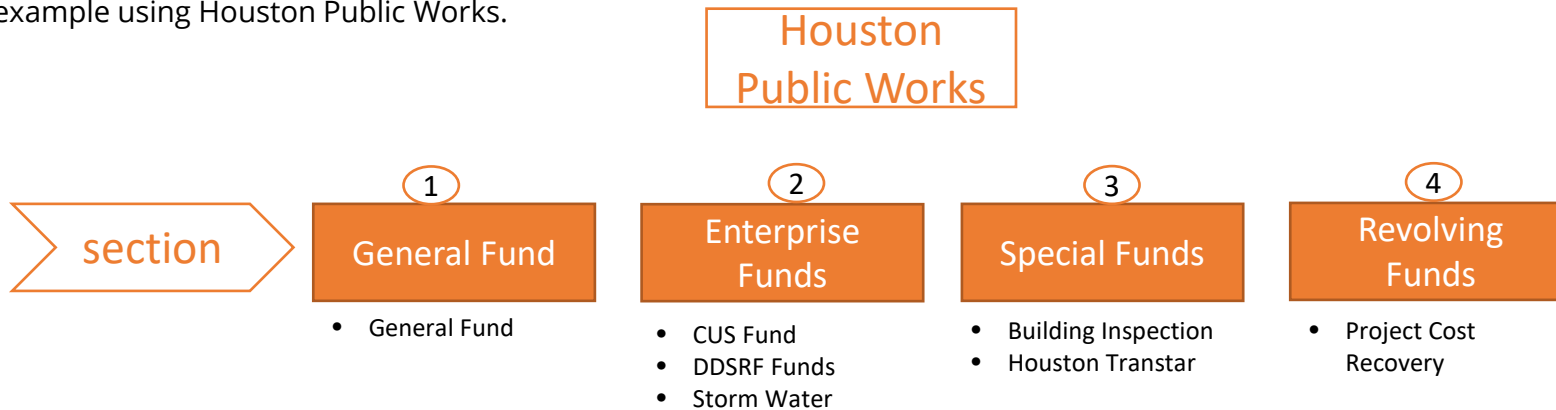 example using Houston Public Works.
Houston
Public Works
section
1
General Fund
• General Fund
2
Enterprise
Funds
• CUS Fund
• DDSRF Funds
• Storm Water
3
Special Funds
• Building Inspection
• Houston Transtar
4
Revolving
Funds
• Project Cost
Recovery